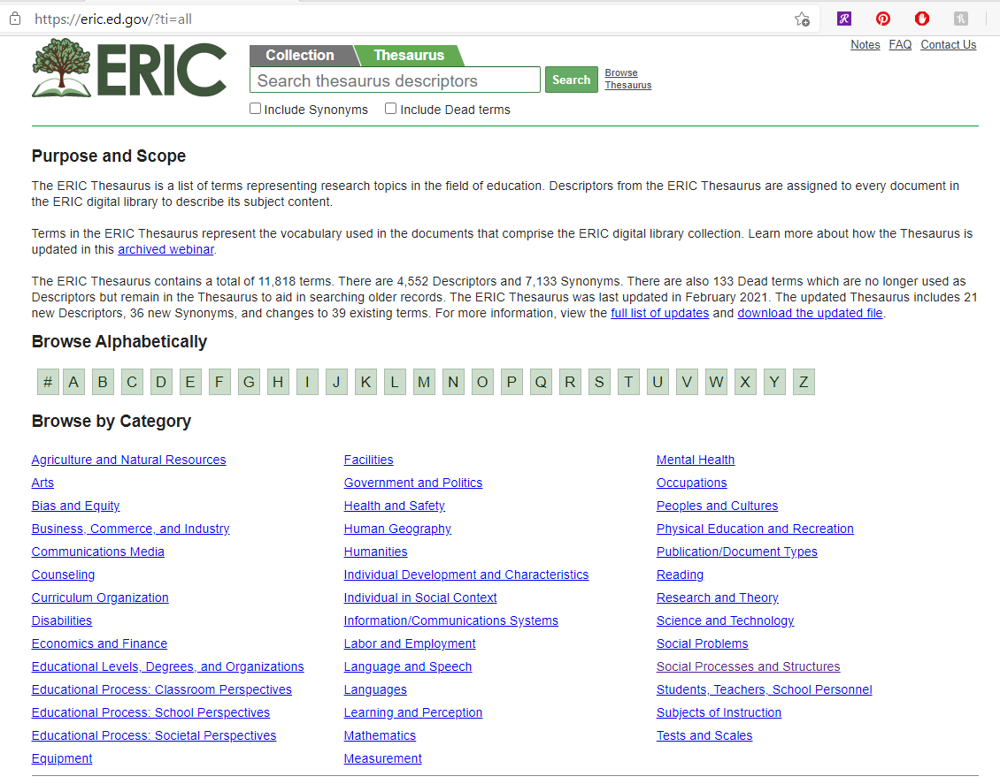 https://eric.ed.gov/?ti=all
Notes FAQ Contact Us
ERIC
Collection Thesaurus
Search thesaurus descriptors Search Browse Thesaurus
Include Synonyms Include Dead terms
Purpose and Scope
The ERIC Thesaurus is a list of terms representing research topics in the field of education. Descriptors from the ERIC Thesaurus are assigned to every document in
the ERIC digital library to describe its subject content.
Terms in the ERIC Thesaurus represent the vocabulary used in the documents that comprise the ERIC digital library collection. Learn more about how the Thesaurus is
updated in this archived webinar.
The ERIC Thesaurus contains a total of 11,818 terms. There are 4,552 Descriptors and 7,133 Synonyms. There are also 133 Dead terms which are no longer used as
Descriptors but remain in the Thesaurus to aid in searching older records. The ERIC Thesaurus was last updated in February 2021. The updated Thesaurus includes 21
new Descriptors, 36 new Synonyms, and changes to 39 existing terms. For more information, view the full list of updates and download the updated file.
Browse Alphabetically
# A B C D E F G H I J K L M N O P Q R S T U V W X Y Z
Browse by Category
Agriculture and Natural Resources
Arts
Bias and Equity
Business, Commerce, and Industry
Communications Media
Counseling
Curriculum Organization
Disabilities
Economics and Finance
Educational Levels, Degrees, and Organizations
Educational Process: Classroom Perspectives
Educational Process: School Perspectives
Educational Process: Societal Perspectives
Equipment
Facilities
Government and Politics
Health and Safety
Human Geography
Humanities
Individual Development and Characteristics
Individual in Social Context
Information/Communications Systems
Labor and Employment
Language and Speech
Languages
Learning and Perception
Mathematics
Measurement
Mental Health
Occupations
Peoples and Cultures
Physical Education and Recreation
Publication/Document Types
Reading
Research and Theory
Science and Technology
Social Problems
Social Processes and Structures
Students, Teachers, School Personnel
Subjects of Instruction
Tests and Scales